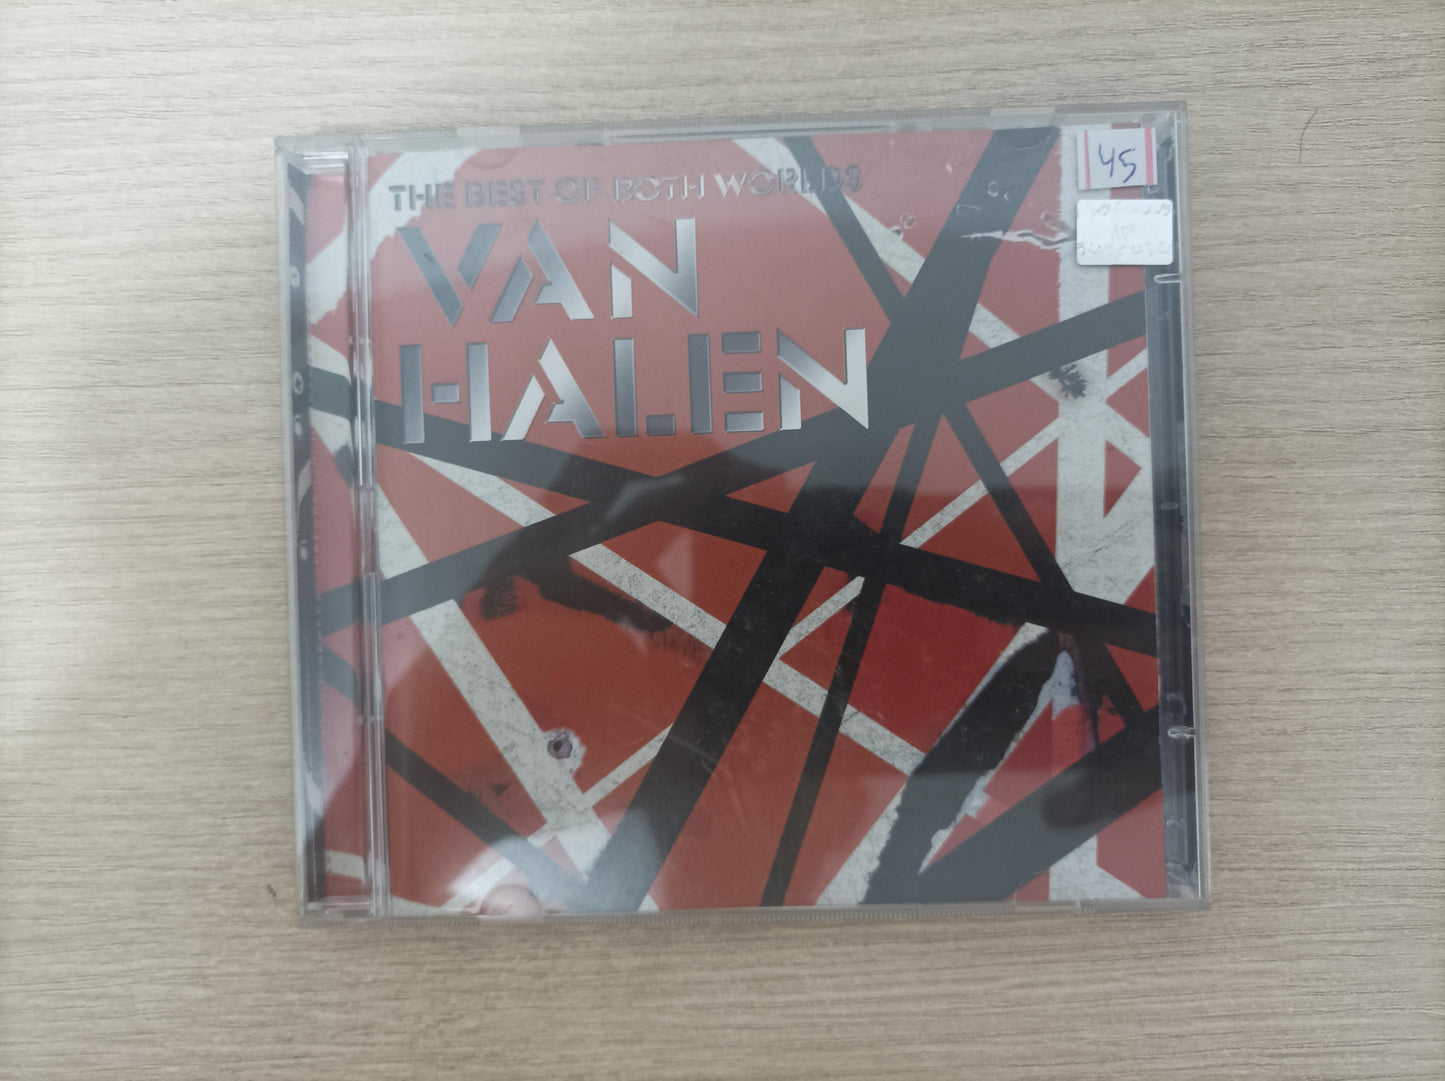 THE BEST OF BOTH WORLDS
VAN
HALEN
45